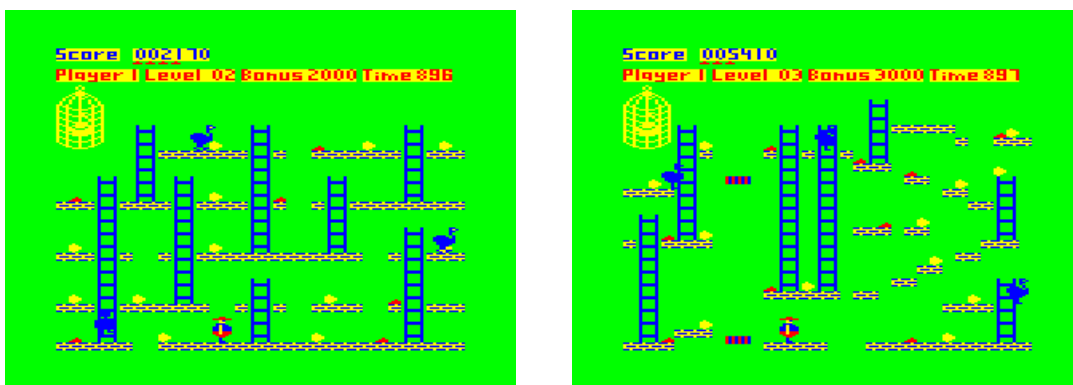 Score 002170
Player 1 Level 02 Bonus 2000 Time 896
Score 005410
Player 1 Level 03 Bonus 3000 Time 897